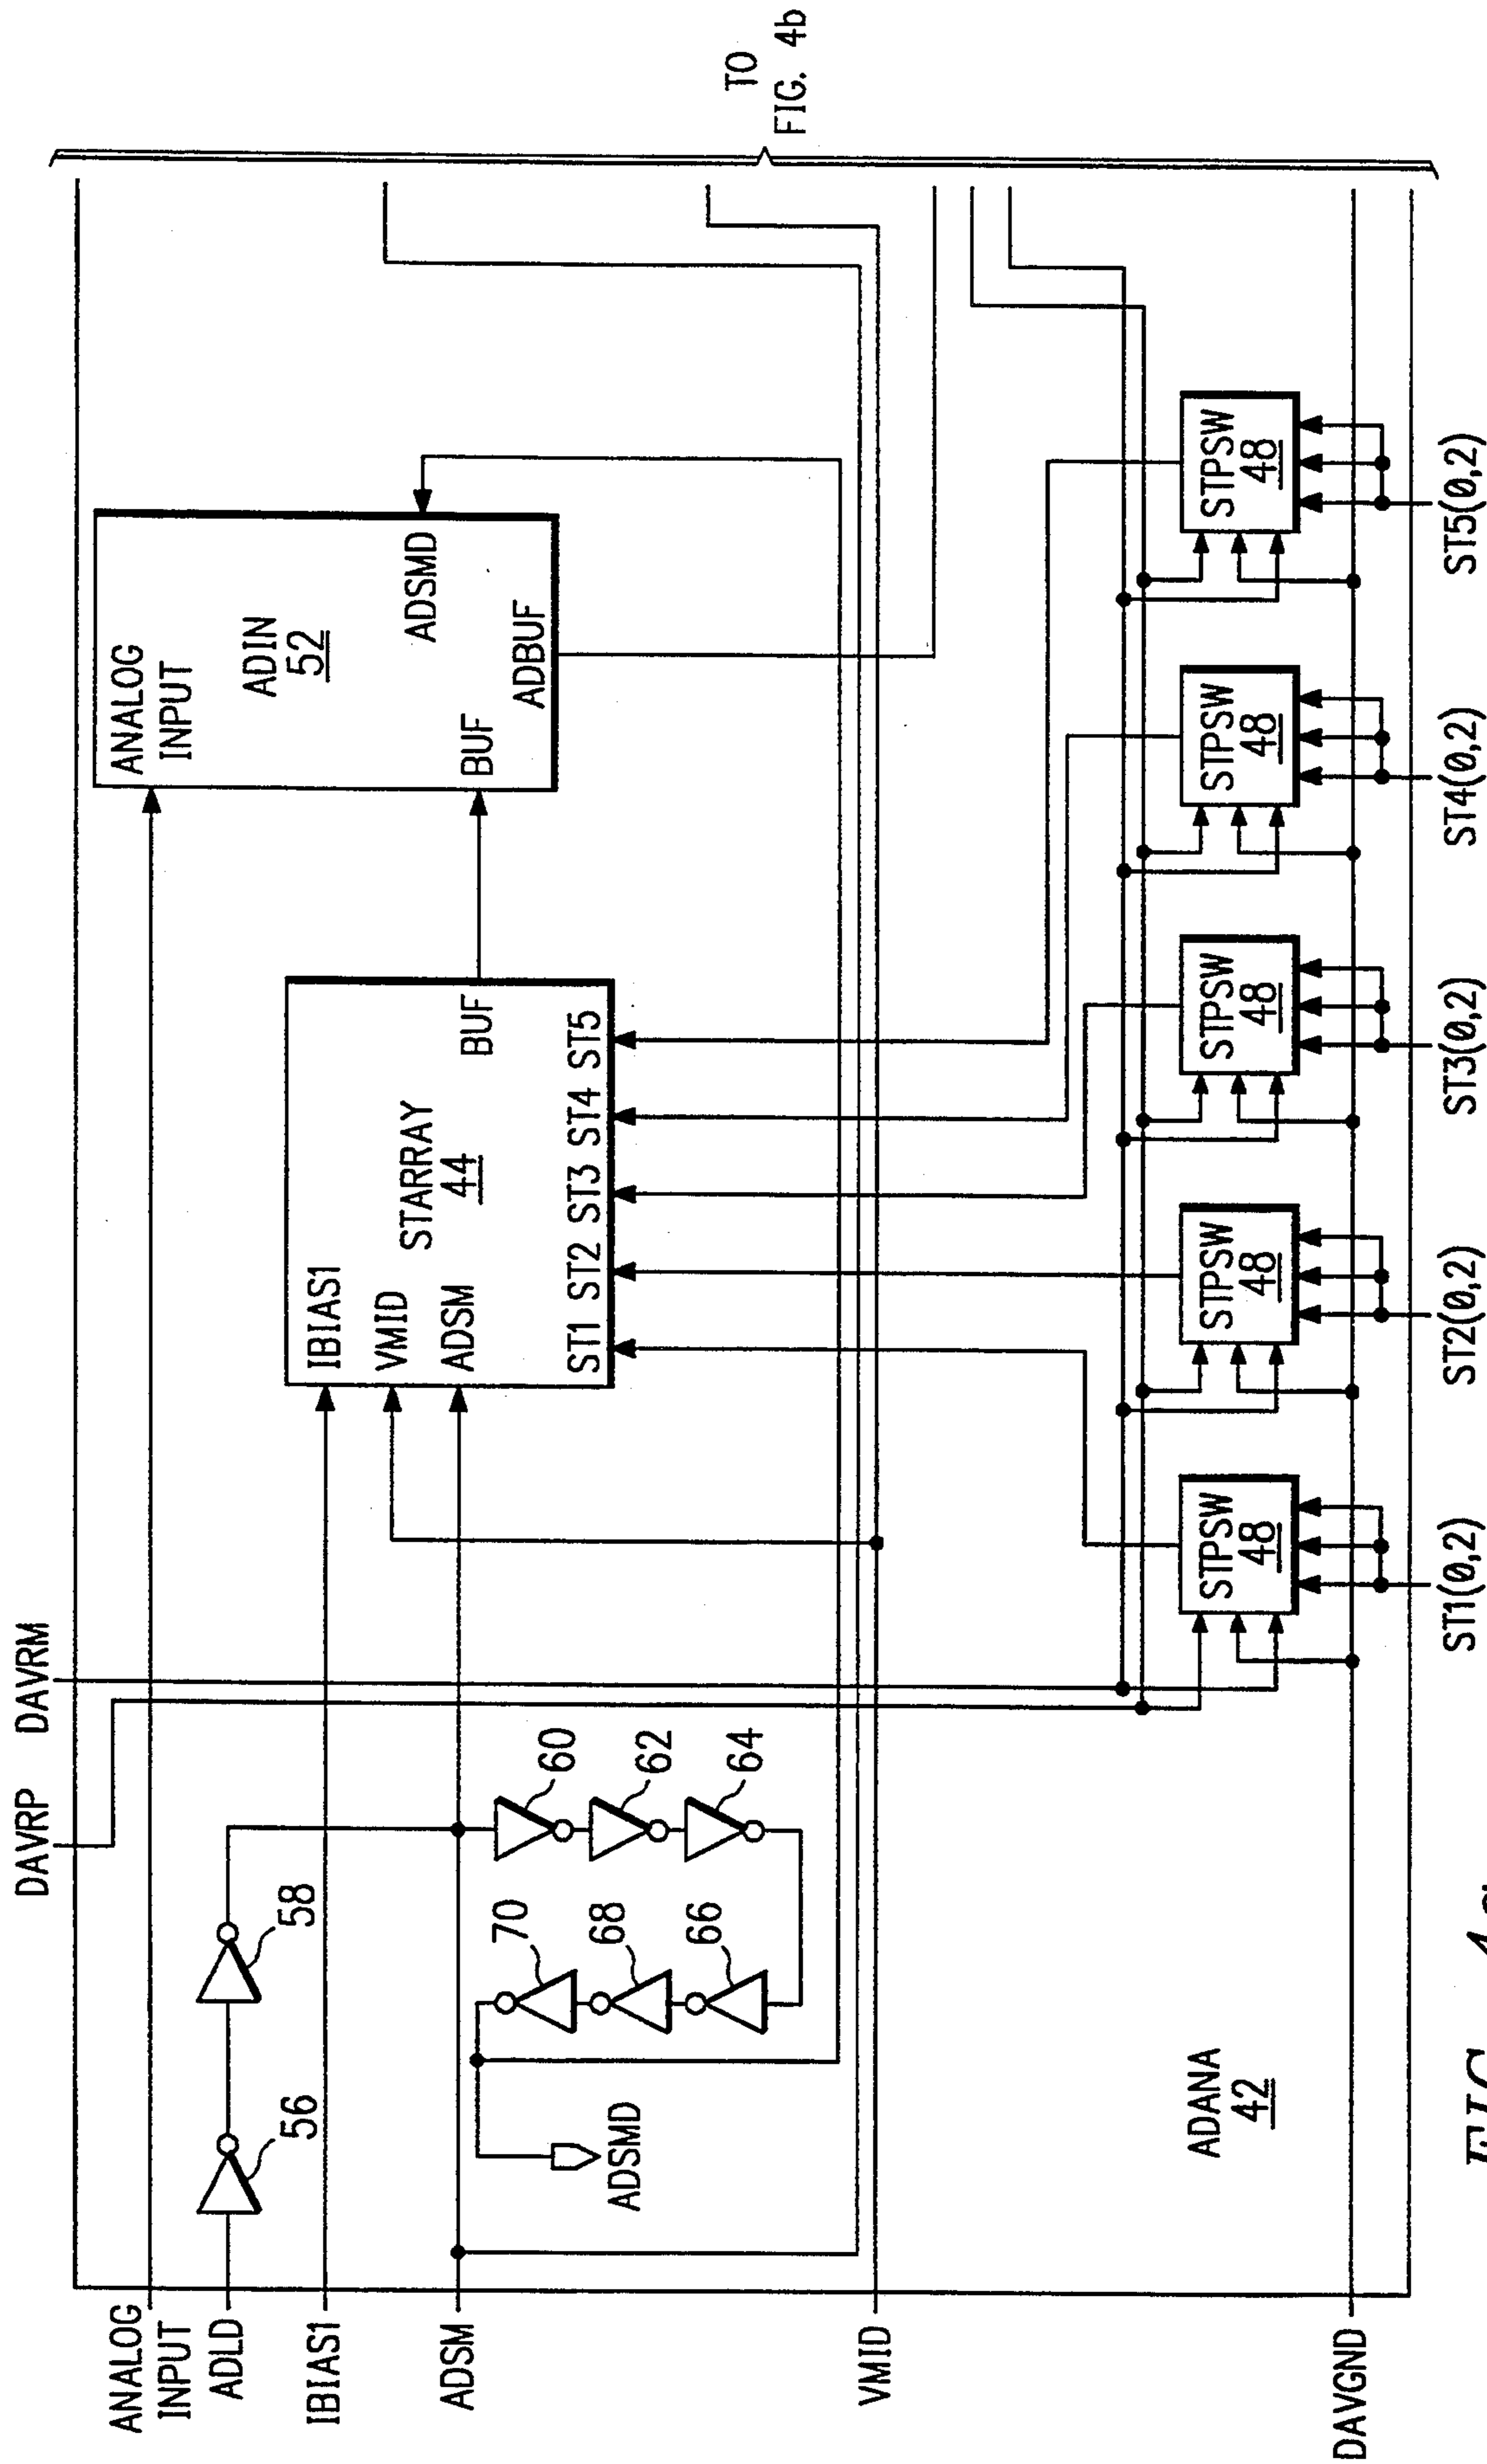 DAVRP
DAVRM
ANALOG
INPUT
ADLD
IBIAS1
ADSM
VMID
DAVGND
56
58
60
62
64
66
68
70
ADSMD
IBIAS1
VMID
ADSM
STARRAY
44
BUF
ST1
ST2
ST3
ST4
ST5
ANALOG
INPUT
ADIN
52
ADSMD
BUF
ADBUF
TO
FIG. 4b
ADANA
42
STPSW
48
STPSW
48
STPSW
48
STPSW
48
STPSW
48
ST1(0,2)
ST2(0,2)
ST3(0,2)
ST4(0,2)
ST5(0,2)